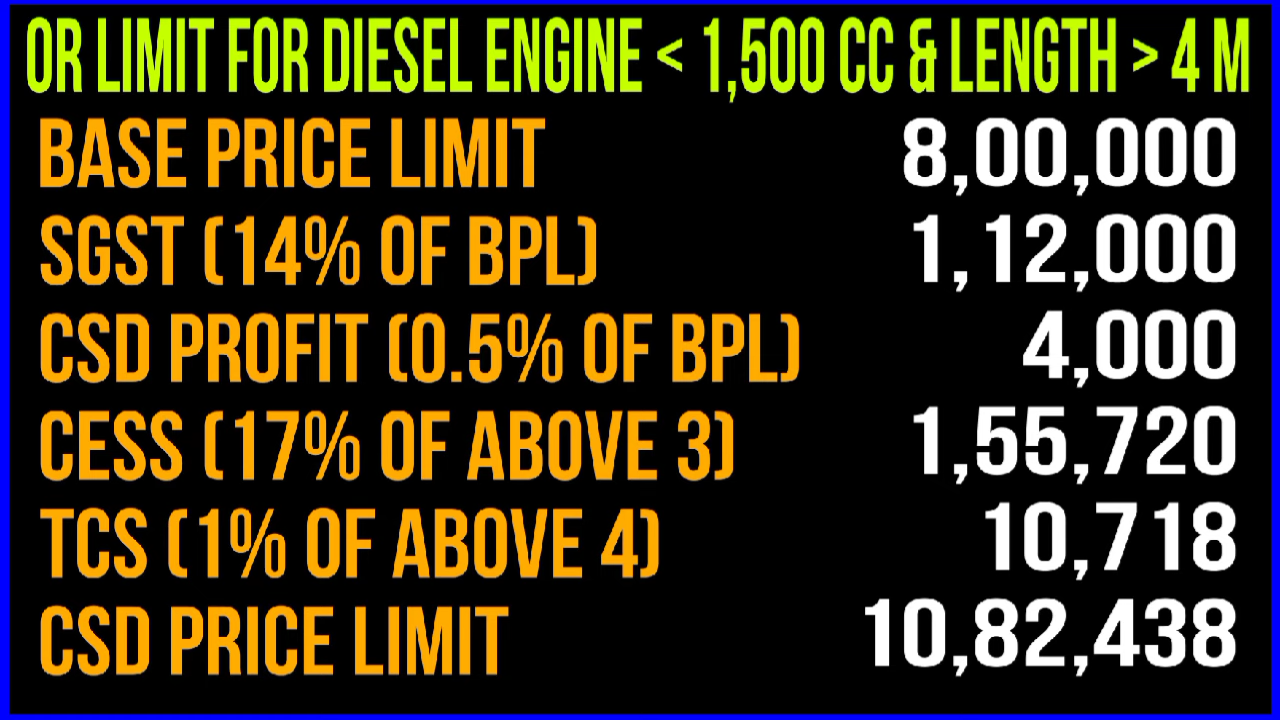 OR LIMIT FOR DIESEL ENGINE < 1,500 CC & LENGTH > 4 M
BASE PRICE LIMIT 8,00,000
SGST (14% OF BPL) 1,12,000
CSD PROFIT (0.5% OF BPL) 4,000
CESS (17% OF ABOVE 3) 1,55,720
TCS (1% OF ABOVE 4) 10,718
CSD PRICE LIMIT 10,82,438